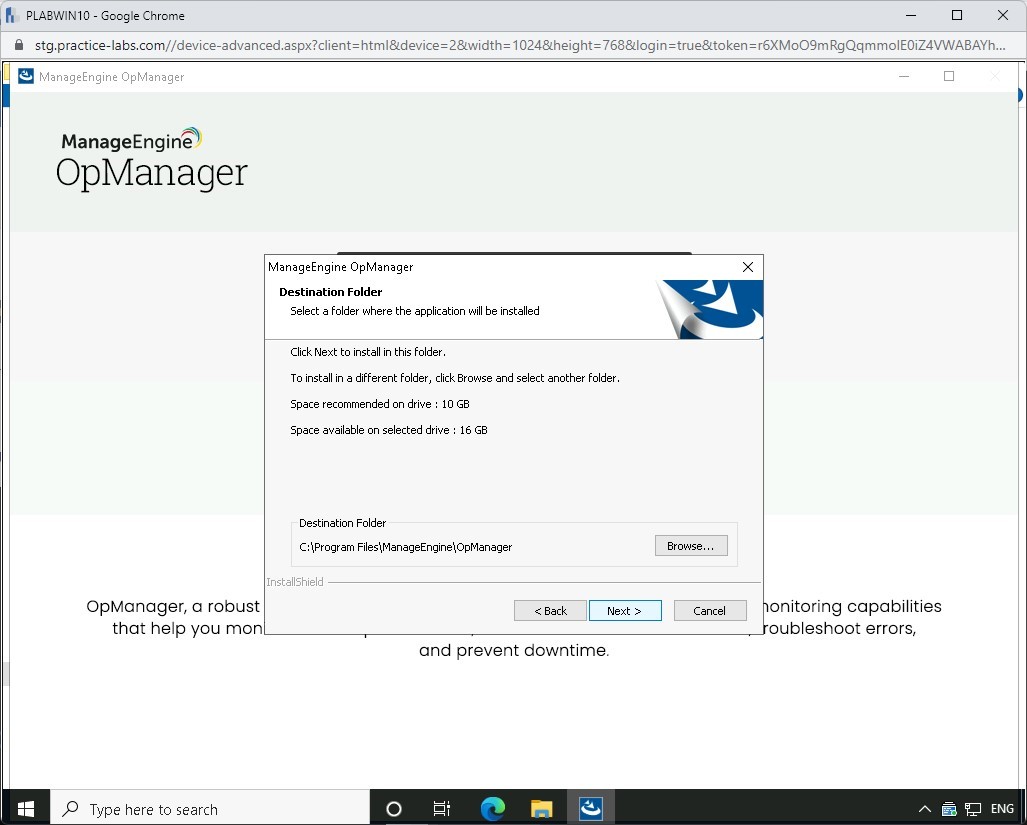 PLABWIN10 - Google Chrome
stg.practice-labs.com//device-advanced.aspx?client=html&device=2&width=1024&height=768&login=true&token=r6XMoO9mRgQqmmolE0iZ4VWABAYh...
ManageEngine OpManager
ManageEngine
OpManager
ManageEngine OpManager
Destination Folder
Select a folder where the application will be installed
Click Next to install in this folder.
To install in a different folder, click Browse and select another folder.
Space recommended on drive : 10 GB
Space available on selected drive : 16 GB
Destination Folder
C:\Program Files\ManageEngine\OpManager
Browse...
InstallShield
< Back
Next >
Cancel
OpManager, a robust monitoring capabilities
that help you mon troubleshoot errors,
and prevent downtime.
Type here to search
ENG